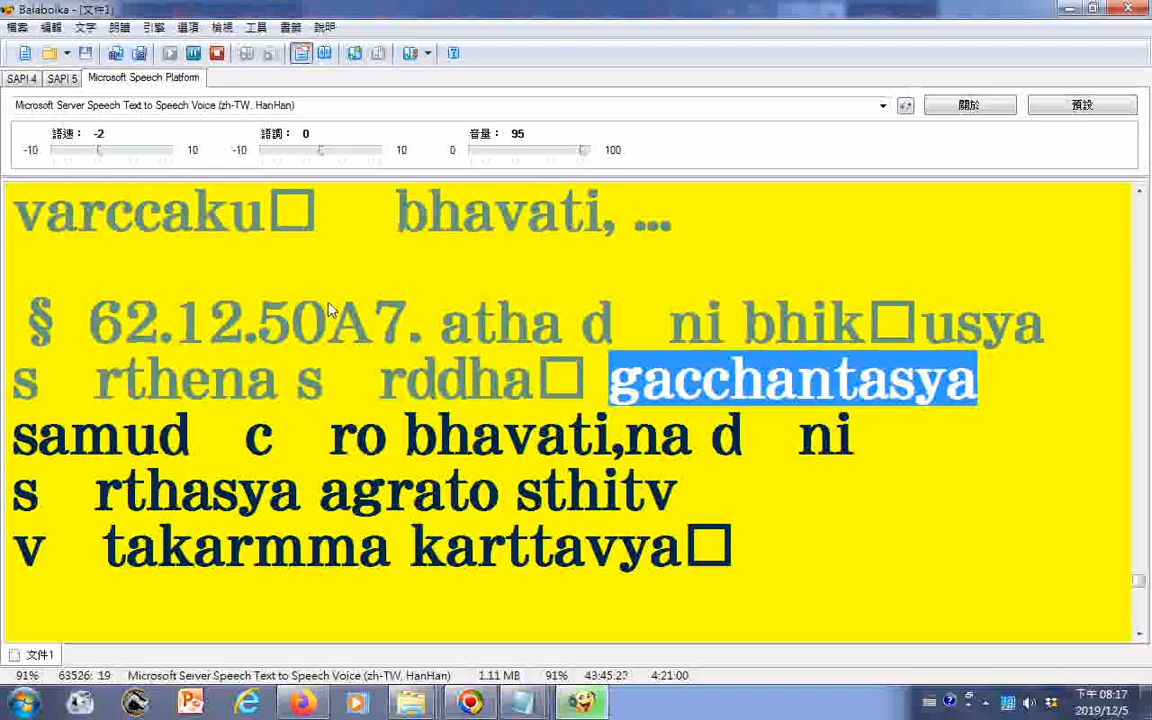 Balabolka - [文件1]
檔案 編輯 文字 朗讀 引擎 選項 檢視 工具 書籤 說明
SAPI 4 SAPI 5 Microsoft Speech Platform
Microsoft Server Speech Text to Speech Voice (zh-TW, HanHan) 關於 預設
語速： -2 語調： 0 音量： 95
-10 10 -10 10 0 100
varccaku□ bhavati, ...
§ 62.12.50A7. atha d ni bhik□usya
s rthena s rddha□ gacchantasya
samud c ro bhavati,na d ni
s rthasya agrato sthitv
v takarmma karttavya□
文件1
91% 63526: 19 Microsoft Server Speech Text to Speech Voice (zh-TW, HanHan) 1.11 MB 91% 43:45.23 4:21:00
下午 08:17
2019/12/5